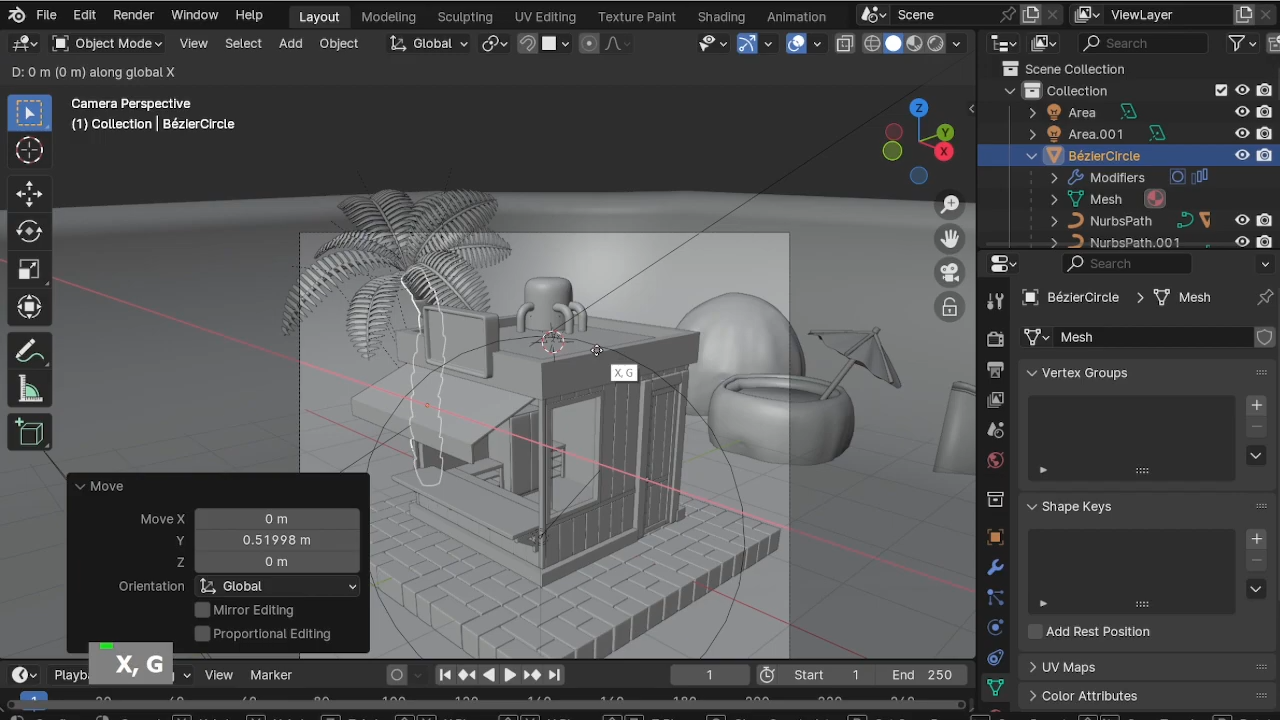 File Edit Render Window Help
Layout Modeling Sculpting UV Editing Texture Paint Shading Animation
Scene
ViewLayer
Object Mode View Select Add Object
Global
Search
D: 0 m (0 m) along global X
Camera Perspective
(1) Collection | BézierCircle
Z
Y
X
X, G
Scene Collection
Collection
Area
Area.001
BézierCircle
Modifiers
Mesh
NurbsPath
NurbsPath.001
Search
BézierCircle Mesh
Mesh
Vertex Groups
Shape Keys
Add Rest Position
UV Maps
Color Attributes
Move
Move X 0 m
Y 0.51998 m
Z 0 m
Orientation Global
Mirror Editing
Proportional Editing
X, G
Playb View Marker
1 Start 1 End 250
1